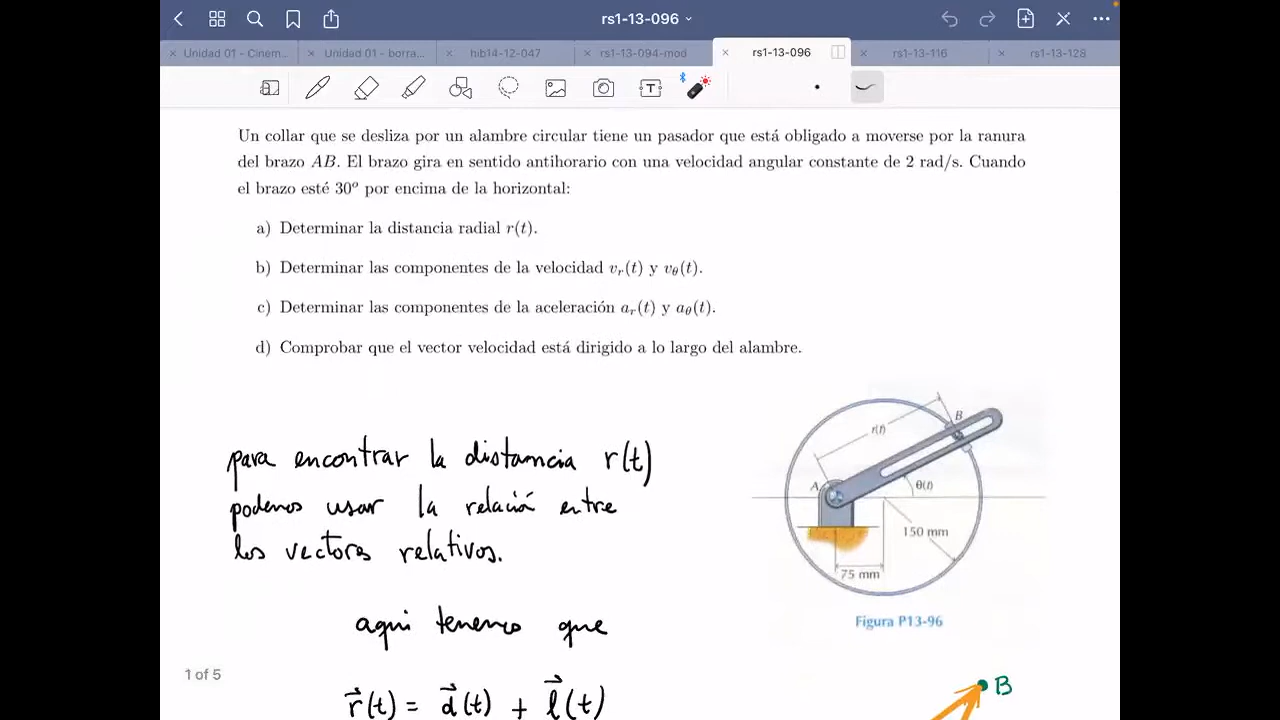 rs1-13-096
Unidad 01 - Cinem...
Unidad 01 - borra...
hib14-12-047
rs1-13-094-mod
rs1-13-096
rs1-13-116
rs1-13-128
Un collar que se desliza por un alambre circular tiene un pasador que está obligado a moverse por la ranura
del brazo AB. El brazo gira en sentido antihorario con una velocidad angular constante de 2 rad/s. Cuando
el brazo esté 30º por encima de la horizontal:
a) Determinar la distancia radial r(t).
b) Determinar las componentes de la velocidad vᵣ(t) y v_θ(t).
c) Determinar las componentes de la aceleración aᵣ(t) y a_θ(t).
d) Comprobar que el vector velocidad está dirigido a lo largo del alambre.
para encontrar la distancia r(t)
podemos usar la relación entre
los vectores relativos.
aqui tenemos que
r⃗(t) = d⃗(t) + l⃗(t)
B
r(t)
A
θ(t)
150 mm
75 mm
Figura P13-96
B
1 of 5